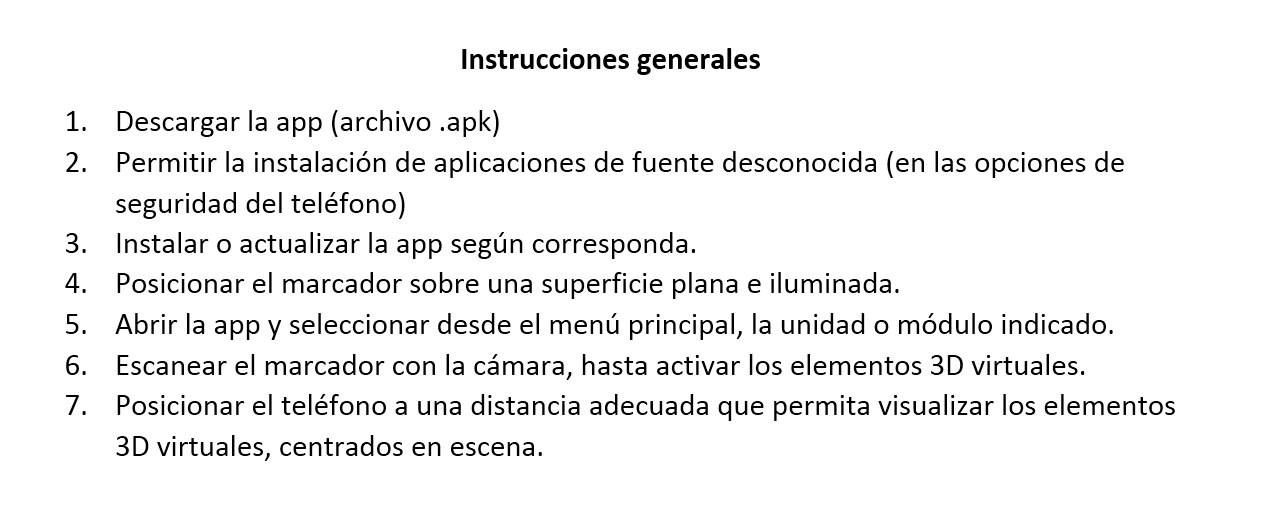 Instrucciones generales
1. Descargar la app (archivo .apk)
2. Permitir la instalación de aplicaciones de fuente desconocida (en las opciones de
seguridad del teléfono)
3. Instalar o actualizar la app según corresponda.
4. Posicionar el marcador sobre una superficie plana e iluminada.
5. Abrir la app y seleccionar desde el menú principal, la unidad o módulo indicado.
6. Escanear el marcador con la cámara, hasta activar los elementos 3D virtuales.
7. Posicionar el teléfono a una distancia adecuada que permita visualizar los elementos
3D virtuales, centrados en escena.